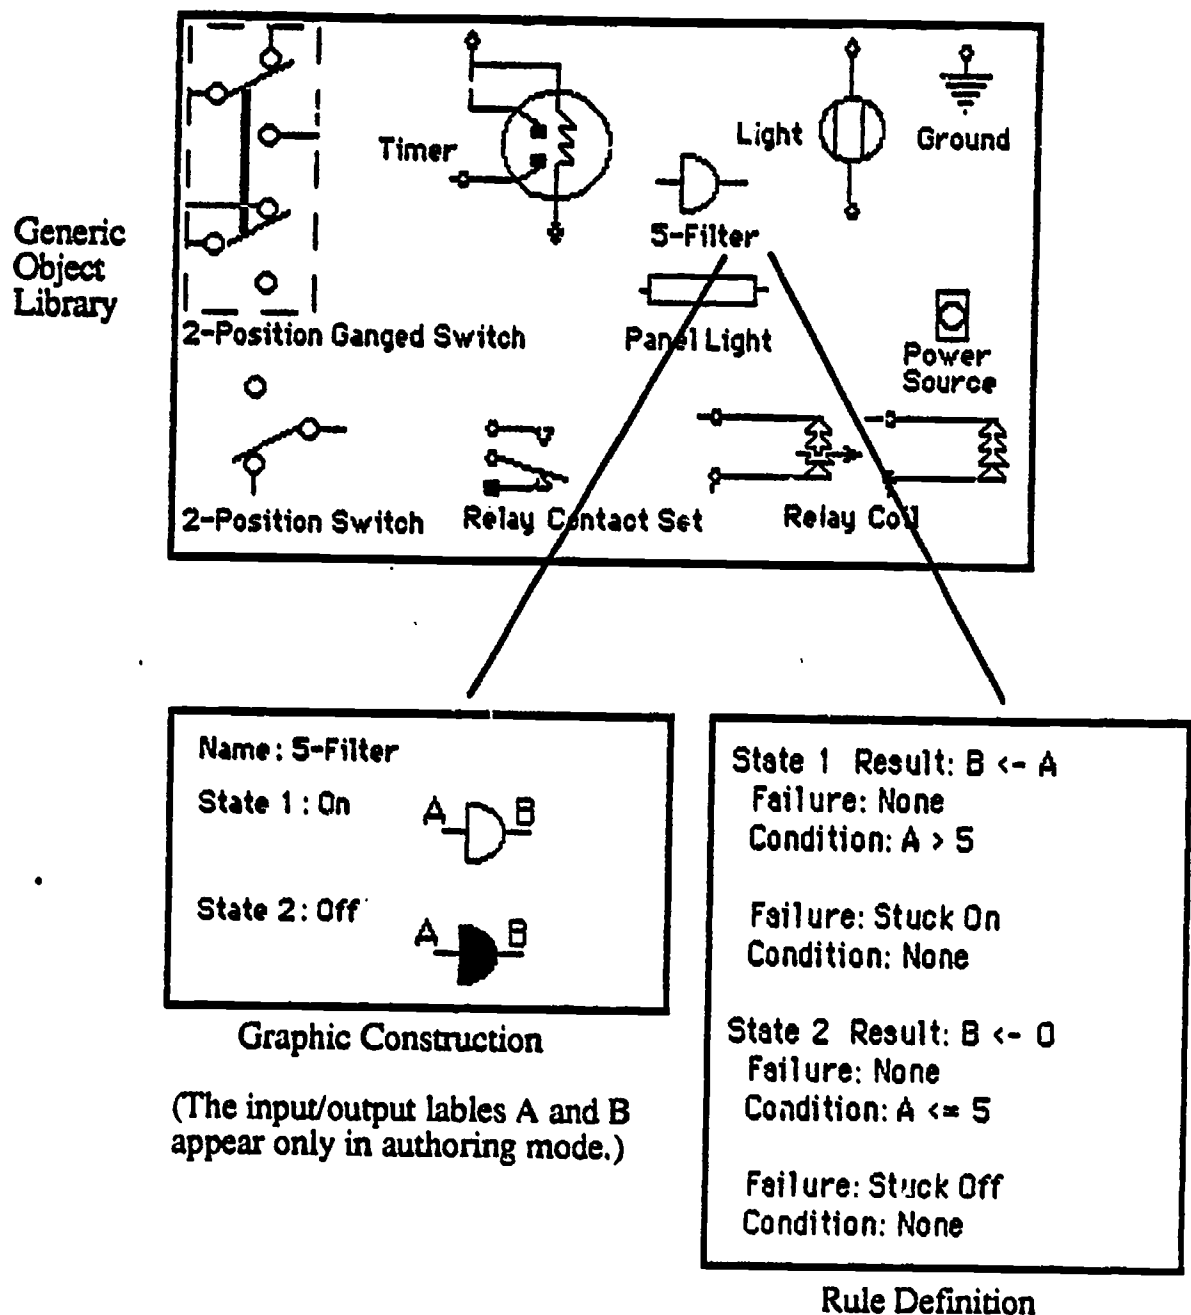 Generic
Object
Library
Timer
Light
Ground
5-Filter
2-Position Ganged Switch
Panel Light
Power
Source
2-Position Switch
Relay Contact Set
Relay Coil
Name: 5-Filter
State 1: On
A B
State 2: Off
A B
Graphic Construction
(The input/output lables A and B
appear only in authoring mode.)
State 1 Result: B <- A
Failure: None
Condition: A > 5
Failure: Stuck On
Condition: None
State 2 Result: B <- 0
Failure: None
Condition: A <= 5
Failure: Stuck Off
Condition: None
Rule Definition